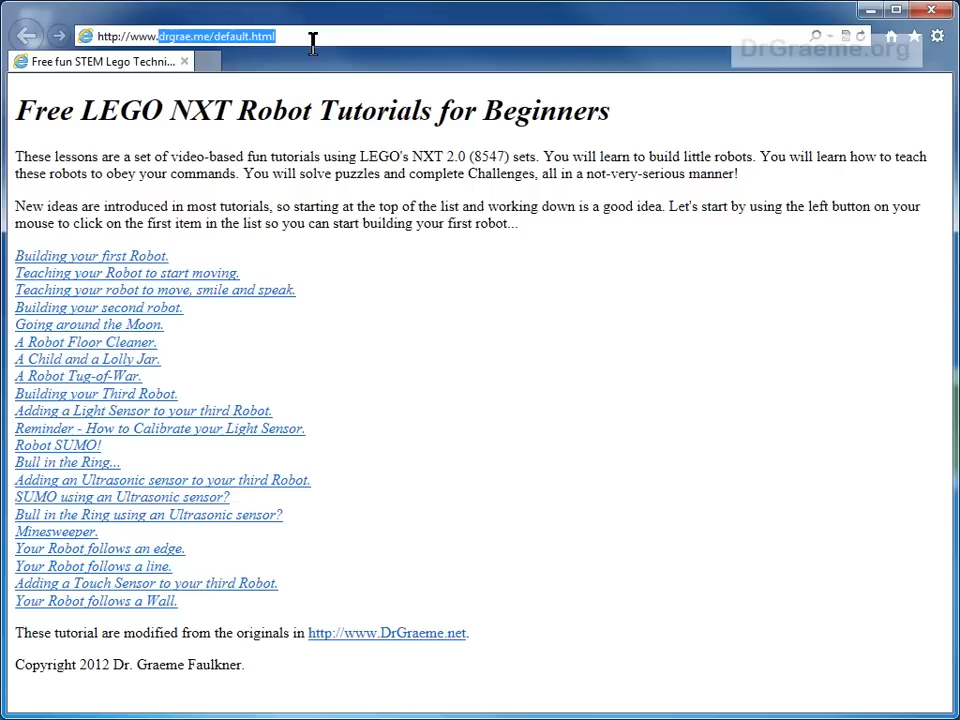 http://www.drgrae.me/default.html
DrGraeme.org
Free fun STEM Lego Techni...
Free LEGO NXT Robot Tutorials for Beginners
These lessons are a set of video-based fun tutorials using LEGO's NXT 2.0 (8547) sets. You will learn to build little robots. You will learn how to teach
these robots to obey your commands. You will solve puzzles and complete Challenges, all in a not-very-serious manner!
New ideas are introduced in most tutorials, so starting at the top of the list and working down is a good idea. Let's start by using the left button on your
mouse to click on the first item in the list so you can start building your first robot...
Building your first Robot.
Teaching your Robot to start moving.
Teaching your robot to move, smile and speak.
Building your second robot.
Going around the Moon.
A Robot Floor Cleaner.
A Child and a Lolly Jar.
A Robot Tug-of-War.
Building your Third Robot.
Adding a Light Sensor to your third Robot.
Reminder - How to Calibrate your Light Sensor.
Robot SUMO!
Bull in the Ring...
Adding an Ultrasonic sensor to your third Robot.
SUMO using an Ultrasonic sensor?
Bull in the Ring using an Ultrasonic sensor?
Minesweeper.
Your Robot follows an edge.
Your Robot follows a line.
Adding a Touch Sensor to your third Robot.
Your Robot follows a Wall.
These tutorial are modified from the originals in http://www.DrGraeme.net.
Copyright 2012 Dr. Graeme Faulkner.